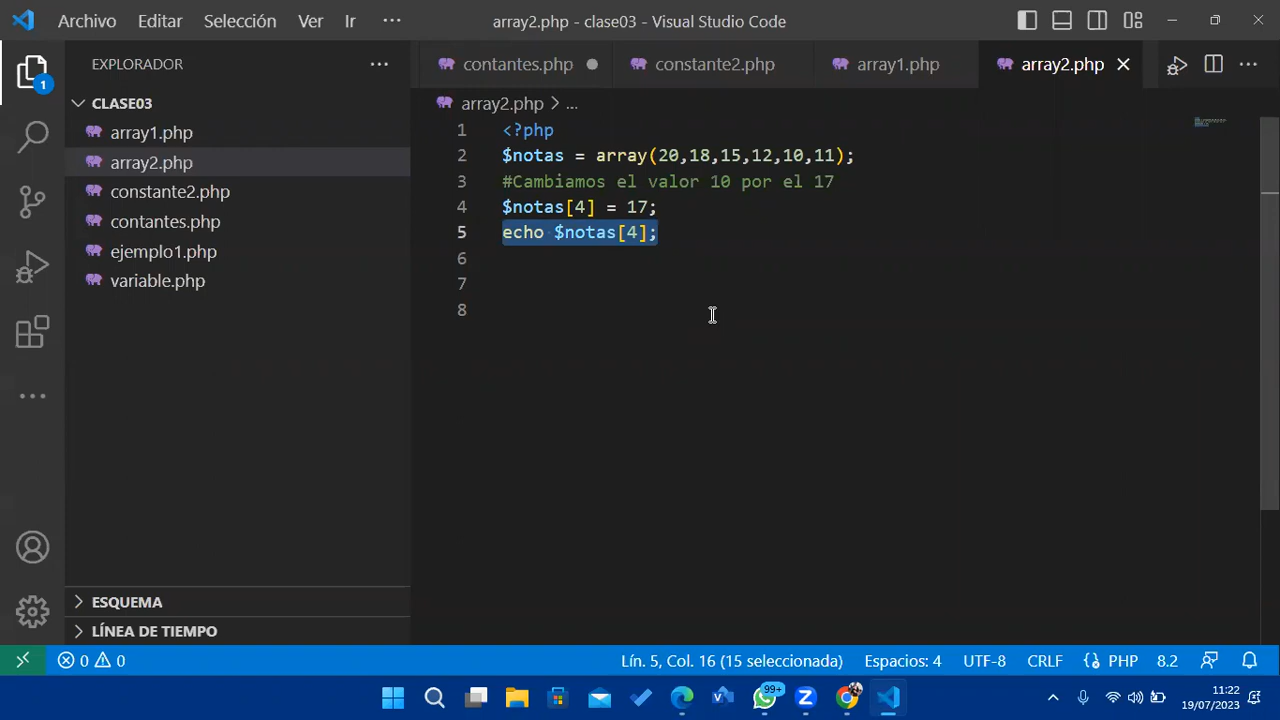 Archivo Editar Selección Ver Ir ··· array2.php - clase03 - Visual Studio Code
EXPLORADOR ···
contantes.php constante2.php array1.php array2.php ···
CLASE03
array1.php
array2.php
constante2.php
contantes.php
ejemplo1.php
variable.php
ESQUEMA
LÍNEA DE TIEMPO
1
array2.php > ...
1 <?php
2 $notas = array(20,18,15,12,10,11);
3 #Cambiamos el valor 10 por el 17
4 $notas[4] = 17;
5 echo $notas[4];
6
7
8
0 0 Lín. 5, Col. 16 (15 seleccionada) Espacios: 4 UTF-8 CRLF {} PHP 8.2
99+ 11:22
19/07/2023